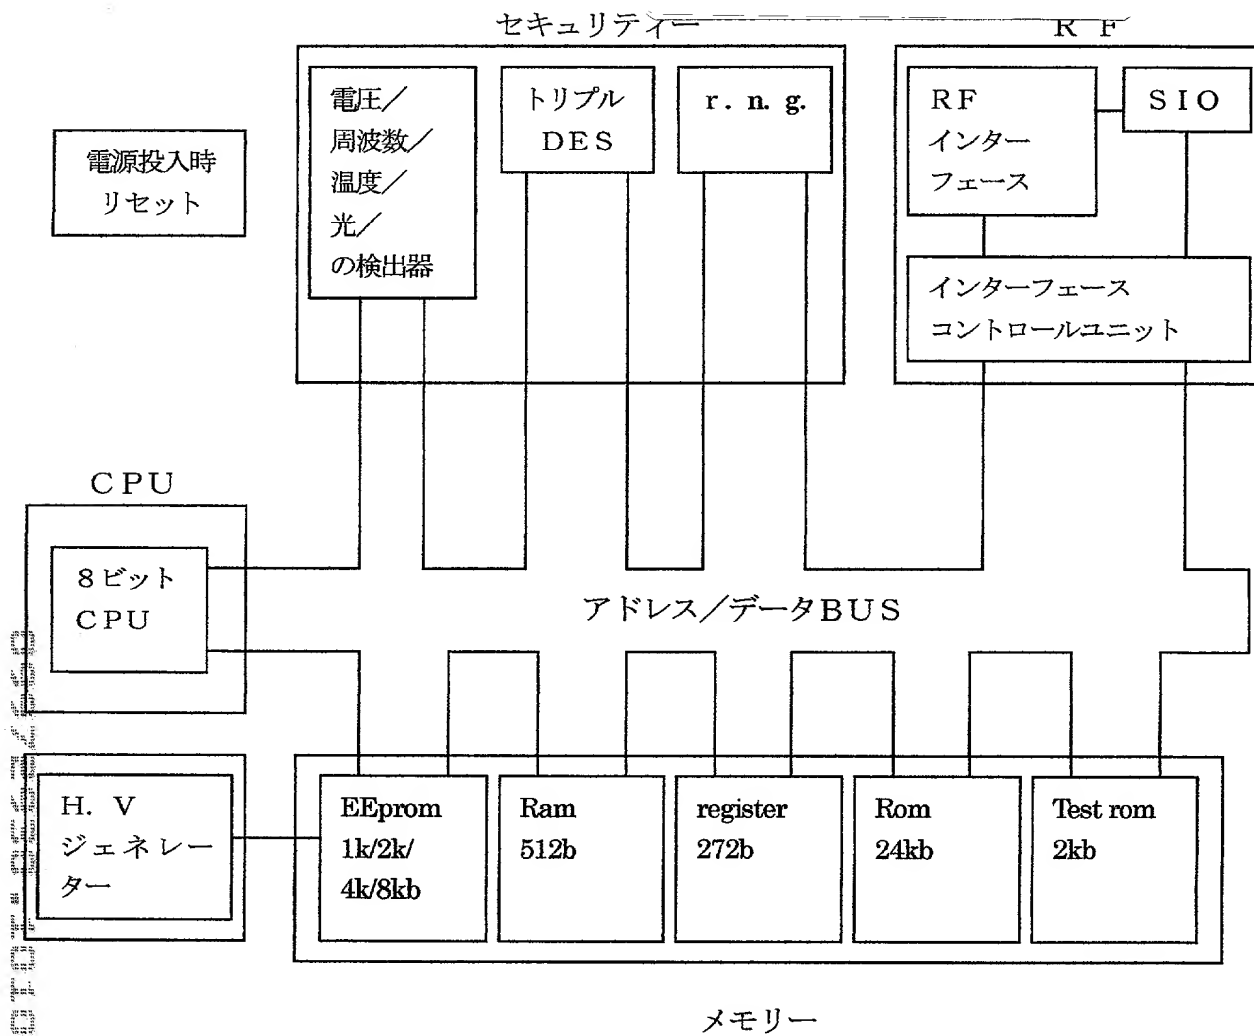 セキュリティー
RF
電圧／
周波数／
温度／
光／
の検出器
トリプル
DES
r. n. g.
RF
インター
フェース
SIO
電源投入時
リセット
インターフェース
コントロールユニット
CPU
8ビット
CPU
アドレス／データBUS
H. V
ジェネレー
ター
EEprom
1k/2k/
4k/8kb
Ram
512b
register
272b
Rom
24kb
Test rom
2kb
メモリー